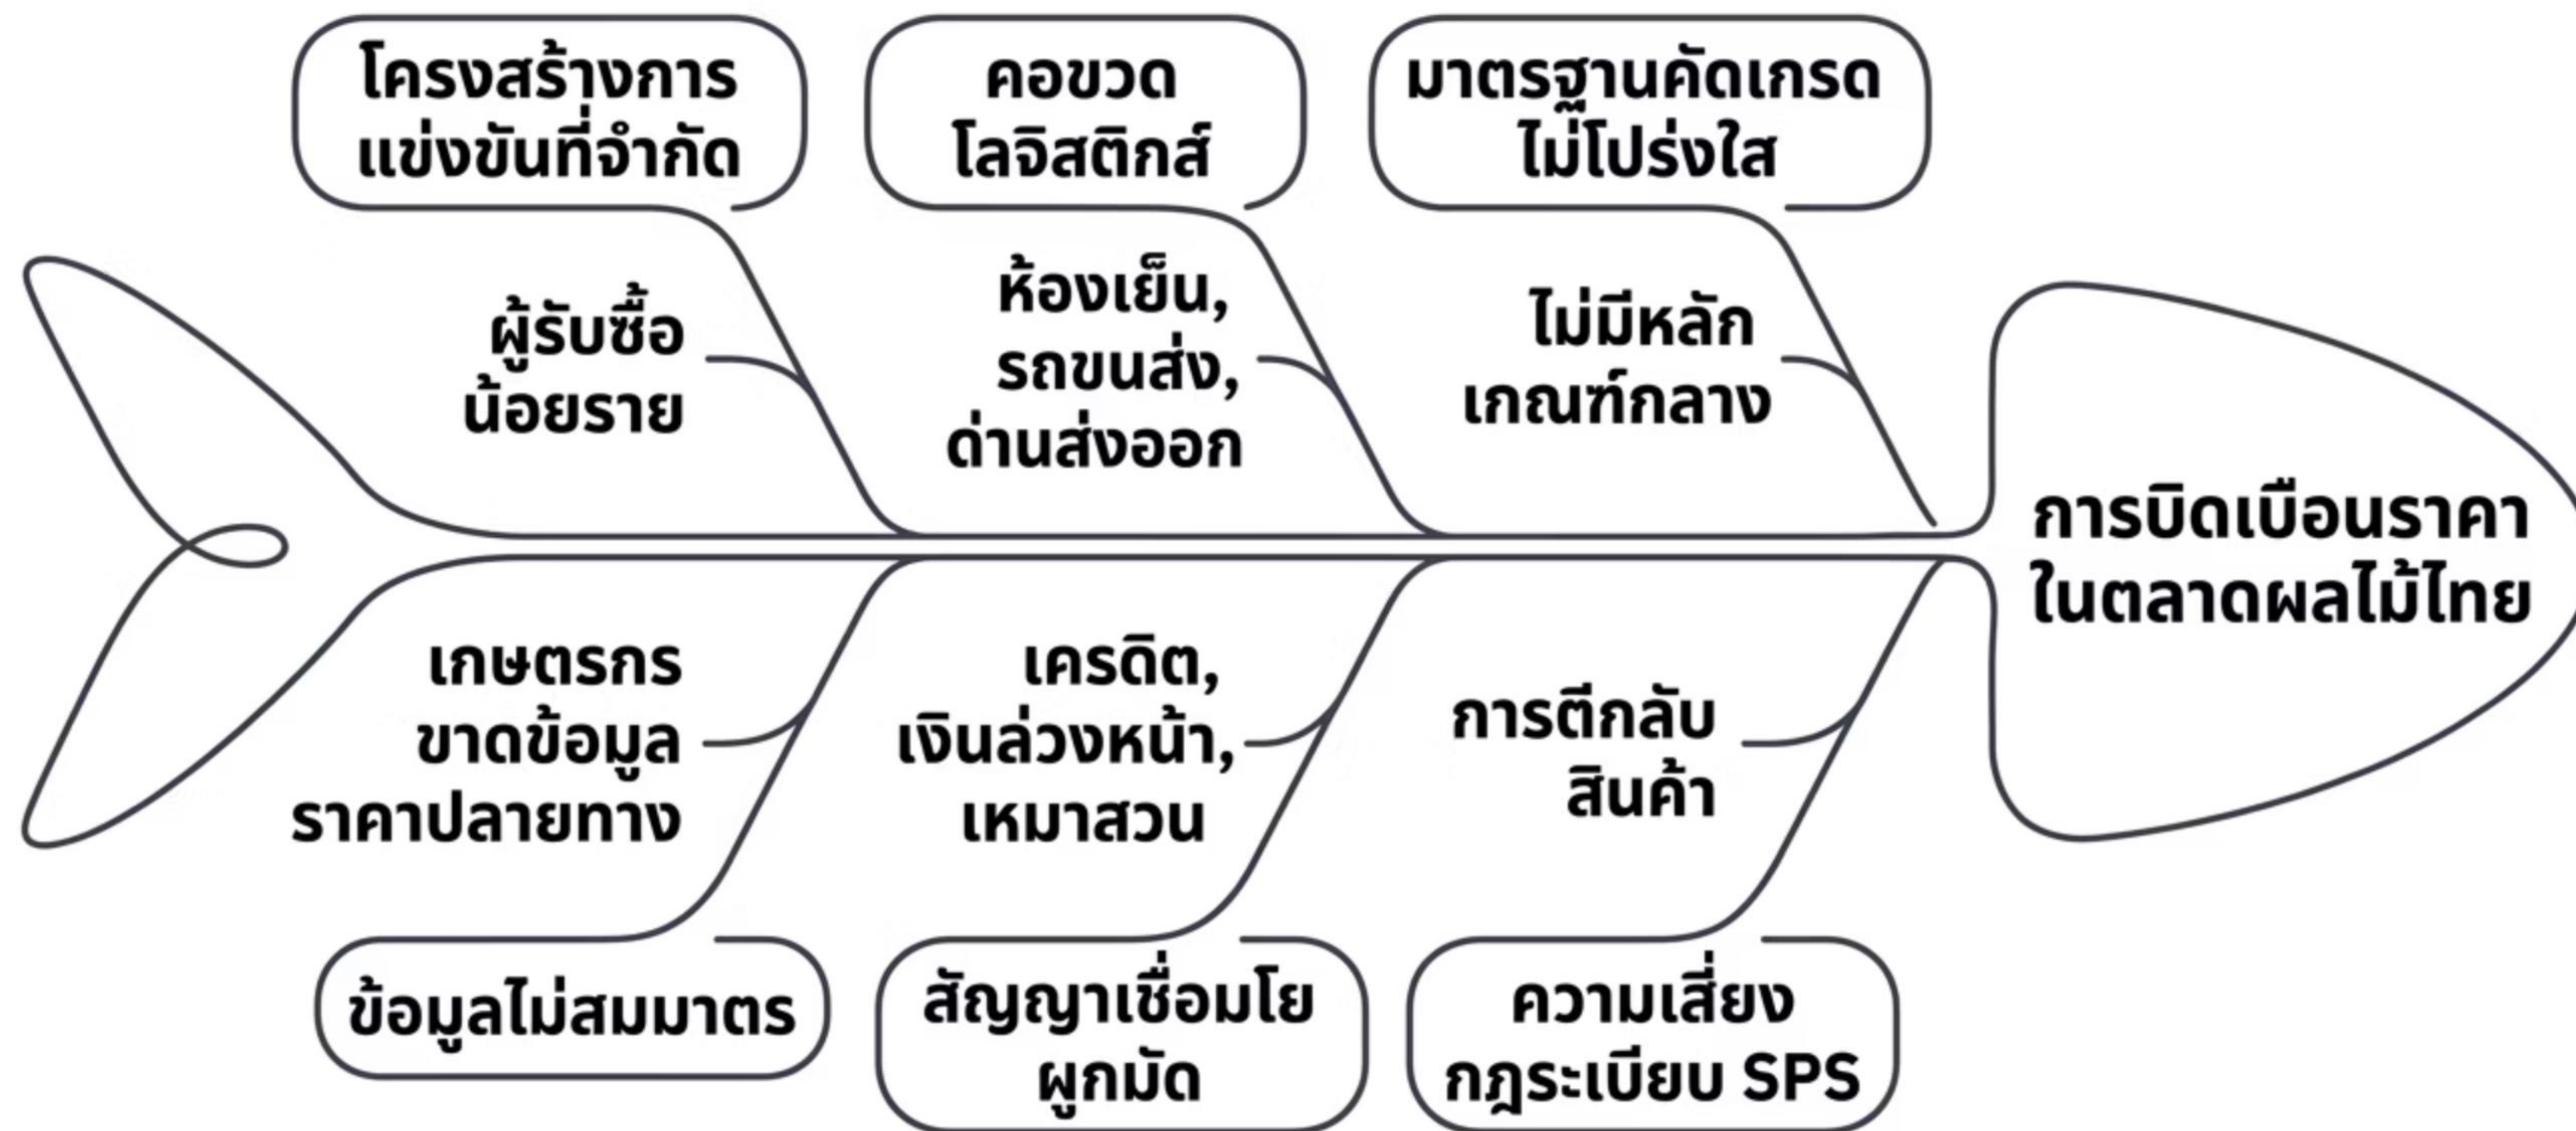 โครงสร้างการ
แข่งขันที่จำกัด
คอขวด
โลจิสติกส์
มาตรฐานคัดเกรด
ไม่โปร่งใส
ผู้รับซื้อ
น้อยราย
ห้องเย็น,
รถขนส่ง,
ด่านส่งออก
ไม่มีหลัก
เกณฑ์กลาง
การบิดเบือนราคา
ในตลาดผลไม้ไทย
เกษตรกร
ขาดข้อมูล
ราคาปลายทาง
เครดิต,
เงินล่วงหน้า,
เหมาสวน
การตีกลับ
สินค้า
ข้อมูลไม่สมมาตร
สัญญาเชื่อมโย
ผูกมัด
ความเสี่ยง
กฎระเบียบ SPS